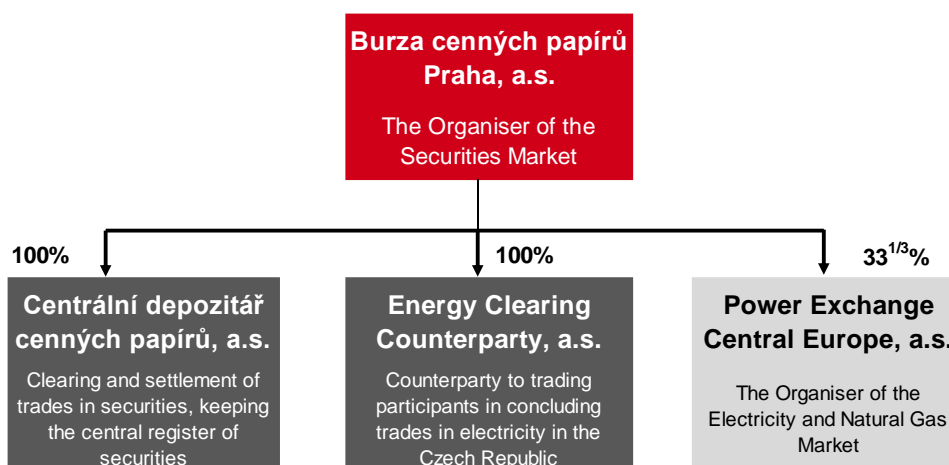 Burza cenných papírů
Praha, a.s.
The Organiser of the
Securities Market
100%
100%
33^1/3%
Centrální depozitář
cenných papírů, a.s.
Clearing and settlement of
trades in securities, keeping
the central register of
securities
Energy Clearing
Counterparty, a.s.
Counterparty to trading
participants in concluding
trades in electricity in the
Czech Republic
Power Exchange
Central Europe, a.s.
The Organiser of the
Electricity and Natural Gas
Market